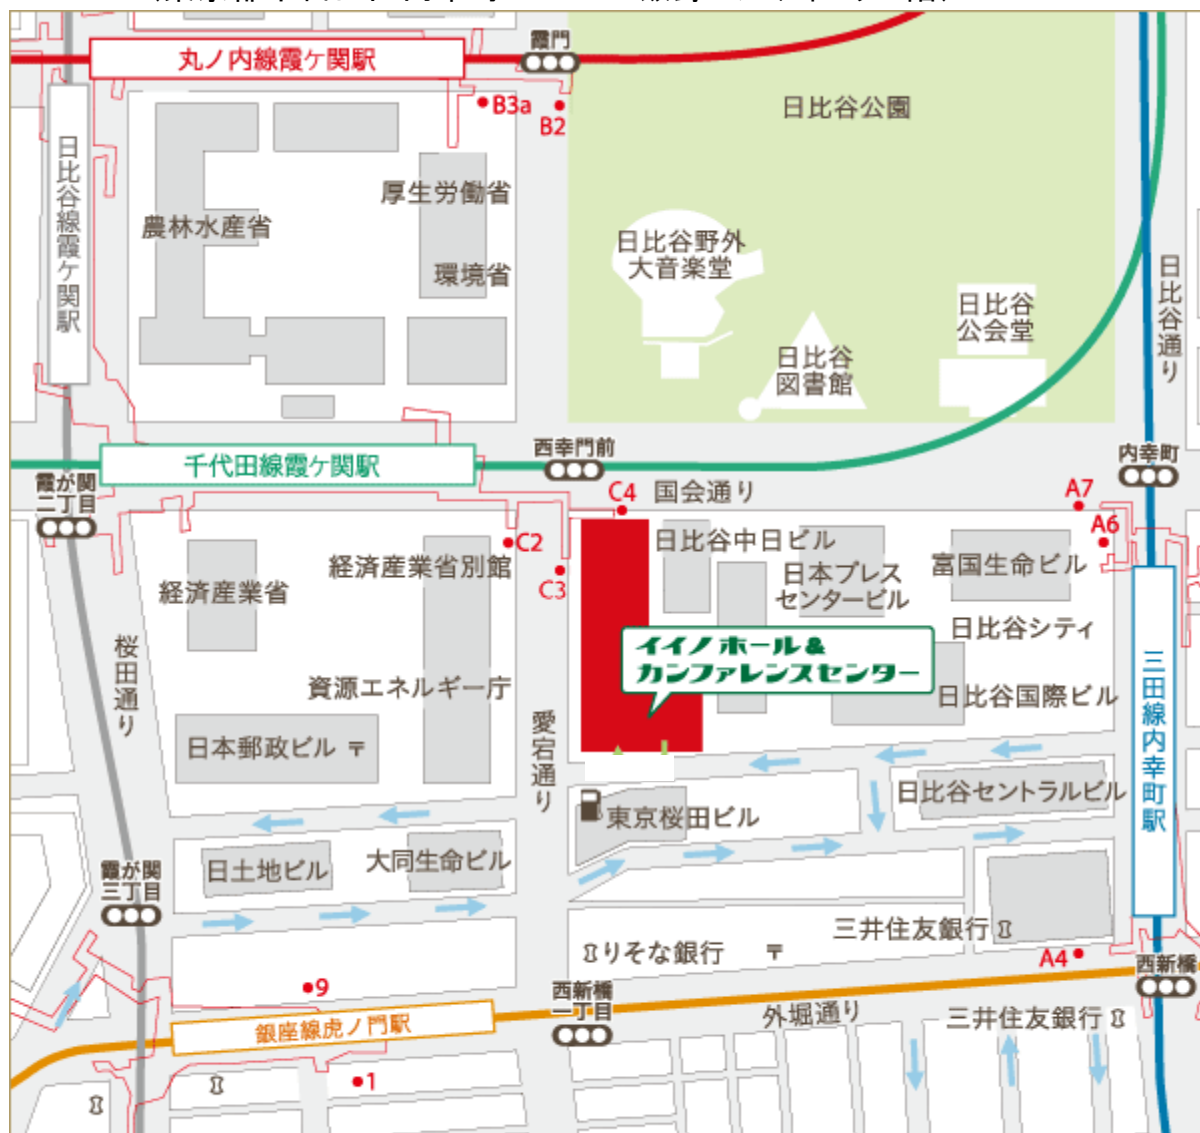 丸ノ内線霞ケ関駅
霞門
B3a
B2
日比谷公園
日比谷線霞ケ関駅
厚生労働省
農林水産省
環境省
日比谷野外
大音楽堂
日比谷
公会堂
日比谷
図書館
日比谷通り
千代田線霞ケ関駅
西幸門前
内幸町
霞が関
二丁目
C4
国会通り
A7
A6
C2
C3
経済産業省別館
経済産業省
日比谷中日ビル
日本プレス
センタービル
富国生命ビル
日比谷シティ
イイノホール&
カンファレンスセンター
桜田通り
資源エネルギー庁
日比谷国際ビル
三田線内幸町駅
日本郵政ビル 〒
愛宕通り
東京桜田ビル
日比谷セントラルビル
日土地ビル
大同生命ビル
霞が関
三丁目
三井住友銀行
りそな銀行
〒
A4
西新橋
9
西新橋
一丁目
外堀通り
三井住友銀行
銀座線虎ノ門駅
1